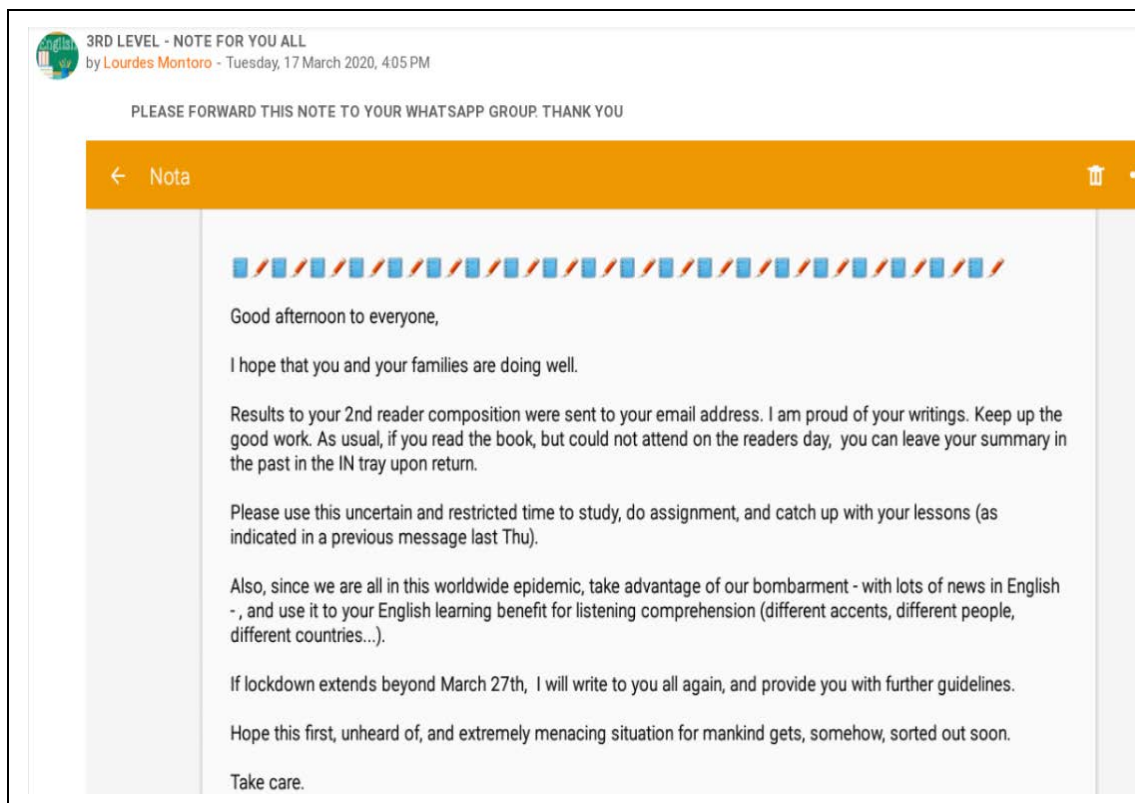 English
3RD LEVEL - NOTE FOR YOU ALL
by Lourdes Montoro - Tuesday, 17 March 2020, 4:05 PM
PLEASE FORWARD THIS NOTE TO YOUR WHATSAPP GROUP. THANK YOU
Nota
Good afternoon to everyone,
I hope that you and your families are doing well.
Results to your 2nd reader composition were sent to your email address. I am proud of your writings. Keep up the
good work. As usual, if you read the book, but could not attend on the readers day, you can leave your summary in
the past in the IN tray upon return.
Please use this uncertain and restricted time to study, do assignment, and catch up with your lessons (as
indicated in a previous message last Thu).
Also, since we are all in this worldwide epidemic, take advantage of our bombarment - with lots of news in English
- , and use it to your English learning benefit for listening comprehension (different accents, different people,
different countries...).
If lockdown extends beyond March 27th, I will write to you all again, and provide you with further guidelines.
Hope this first, unheard of, and extremely menacing situation for mankind gets, somehow, sorted out soon.
Take care.